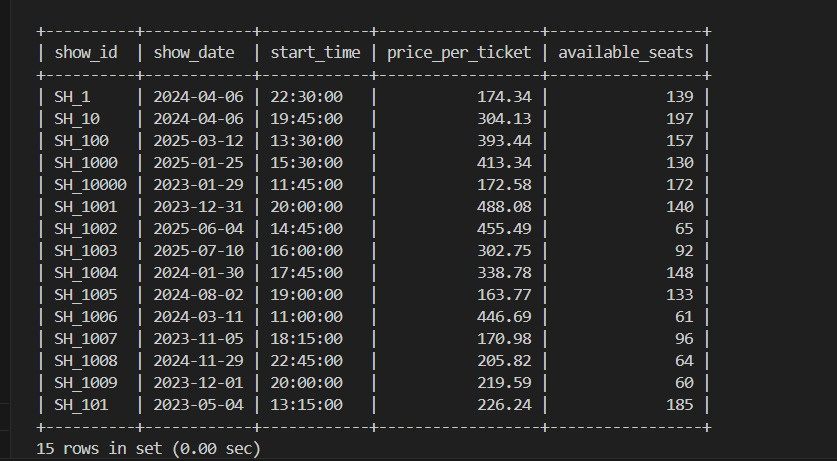 +----------+------------+------------+------------------+-----------------+
| show_id  | show_date  | start_time | price_per_ticket | available_seats |
+----------+------------+------------+------------------+-----------------+
| SH_1     | 2024-04-06 | 22:30:00   |           174.34 |             139 |
| SH_10    | 2024-04-06 | 19:45:00   |           304.13 |             197 |
| SH_100   | 2025-03-12 | 13:30:00   |           393.44 |             157 |
| SH_1000  | 2025-01-25 | 15:30:00   |           413.34 |             130 |
| SH_10000 | 2023-01-29 | 11:45:00   |           172.58 |             172 |
| SH_1001  | 2023-12-31 | 20:00:00   |           488.08 |             140 |
| SH_1002  | 2025-06-04 | 14:45:00   |           455.49 |              65 |
| SH_1003  | 2025-07-10 | 16:00:00   |           302.75 |              92 |
| SH_1004  | 2024-01-30 | 17:45:00   |           338.78 |             148 |
| SH_1005  | 2024-08-02 | 19:00:00   |           163.77 |             133 |
| SH_1006  | 2024-03-11 | 11:00:00   |           446.69 |              61 |
| SH_1007  | 2023-11-05 | 18:15:00   |           170.98 |              96 |
| SH_1008  | 2024-11-29 | 22:45:00   |           205.82 |              64 |
| SH_1009  | 2023-12-01 | 20:00:00   |           219.59 |              60 |
| SH_101   | 2023-05-04 | 13:15:00   |           226.24 |             185 |
+----------+------------+------------+------------------+-----------------+
15 rows in set (0.00 sec)